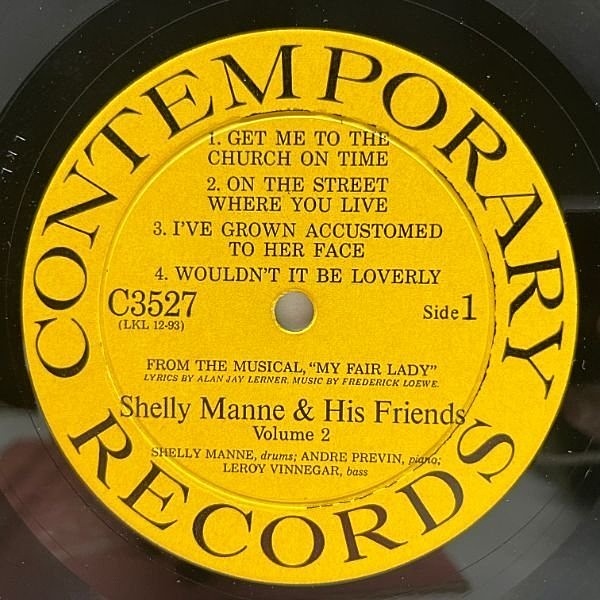 CONTEMPORARY
1. GET ME TO THE
CHURCH ON TIME
2. ON THE STREET
WHERE YOU LIVE
3. I'VE GROWN ACCUSTOMED
TO HER FACE
4. WOULDN'T IT BE LOVERLY
C3527
(LKL 12-93)
Side 1
FROM THE MUSICAL, "MY FAIR LADY"
LYRICS BY ALAN JAY LERNER. MUSIC BY FREDERICK LOEWE.
Shelly Manne & His Friends
Volume 2
SHELLY MANNE, drums; ANDRE PREVIN, piano;
LEROY VINNEGAR, bass
RECORDS